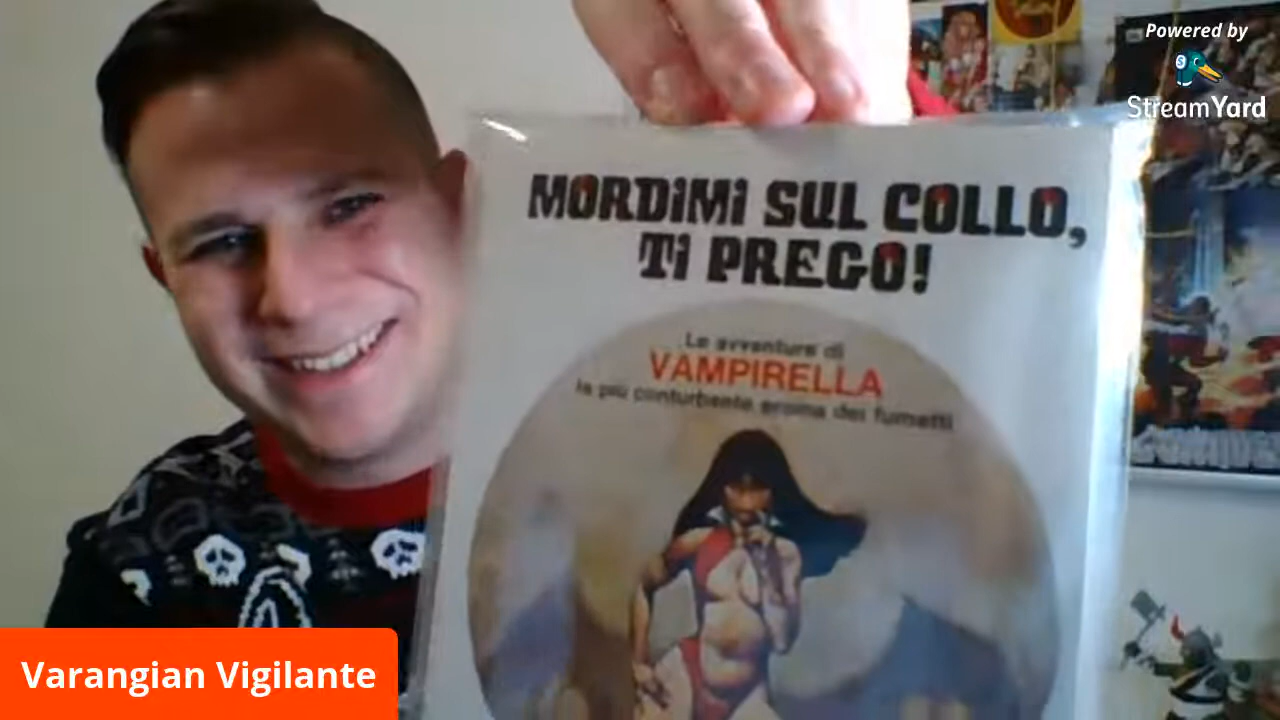 Powered by
StreamYard
MORDIMI SUL COLLO,
TI PREGO!
Le avventure di
VAMPIRELLA
la più conturbante eroina dei fumetti
Varangian Vigilante